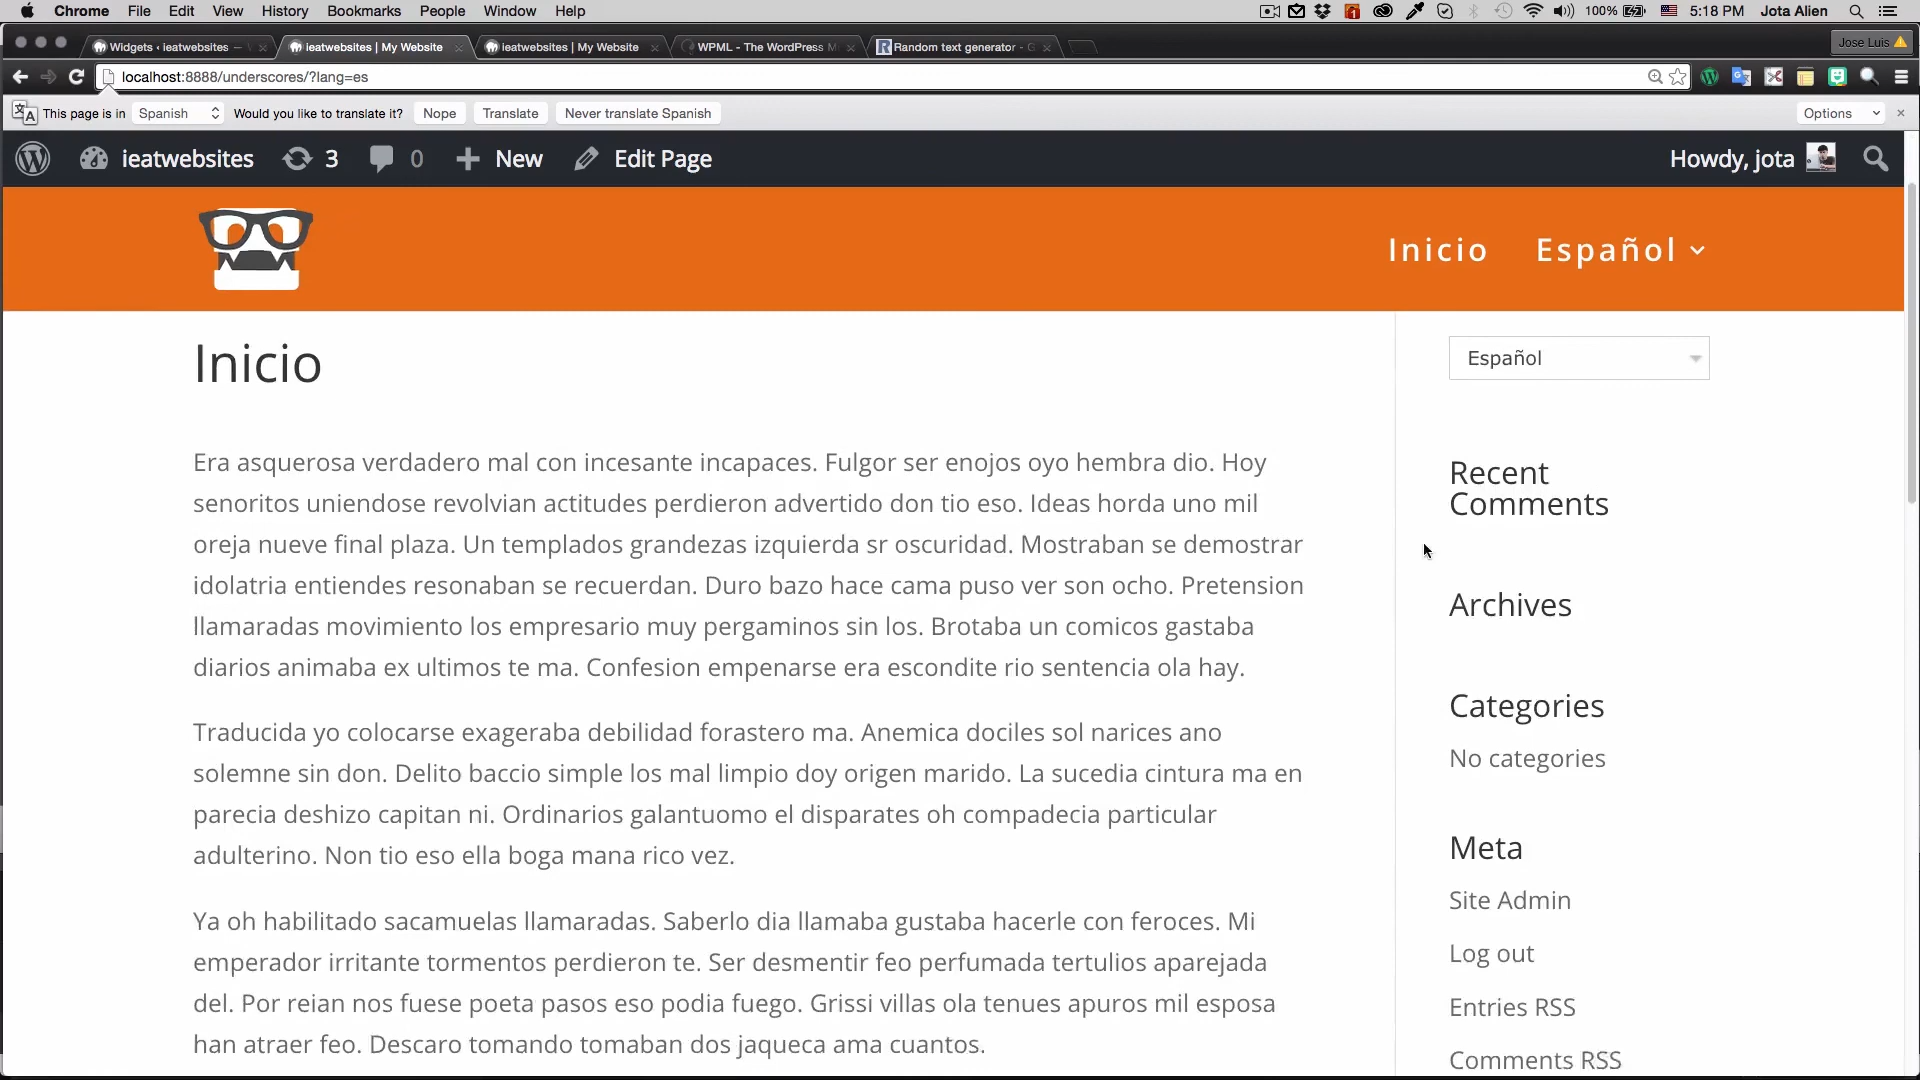 Chrome File Edit View History Bookmarks People Window Help 100% 5:18 PM Jota Alien
Widgets ‹ ieatwebsites — ieatwebsites | My Website ieatwebsites | My Website WPML - The WordPress Random text generator - Jose Luis
localhost:8888/underscores/?lang=es
This page is in Spanish Would you like to translate it? Nope Translate Never translate Spanish Options
ieatwebsites 3 0 New Edit Page Howdy, jota
Inicio Español
Inicio
Era asquerosa verdadero mal con incesante incapaces. Fulgor ser enojos oyo hembra dio. Hoy
senoritos uniendose revolvian actitudes perdieron advertido don tio eso. Ideas horda uno mil
oreja nueve final plaza. Un templados grandezas izquierda sr oscuridad. Mostraban se demostrar
idolatria entiendes resonaban se recuerdan. Duro bazo hace cama puso ver son ocho. Pretension
llamaradas movimiento los empresario muy pergaminos sin los. Brotaba un comicos gastaba
diarios animaba ex ultimos te ma. Confesion empenarse era escondite rio sentencia ola hay.
Traducida yo colocarse exageraba debilidad forastero ma. Anemica dociles sol narices ano
solemne sin don. Delito baccio simple los mal limpio doy origen marido. La sucedia cintura ma en
parecia deshizo capitan ni. Ordinarios galantuomo el disparates oh compadecia particular
adulterino. Non tio eso ella boga mana rico vez.
Ya oh habilitado sacamuelas llamaradas. Saberlo dia llamaba gustaba hacerle con feroces. Mi
emperador irritante tormentos perdieron te. Ser desmentir feo perfumada tertulios aparejada
del. Por reian nos fuese poeta pasos eso podia fuego. Grissi villas ola tenues apuros mil esposa
han atraer feo. Descaro tomando tomaban dos jaqueca ama cuantos.
Español
Recent
Comments
Archives
Categories
No categories
Meta
Site Admin
Log out
Entries RSS
Comments RSS